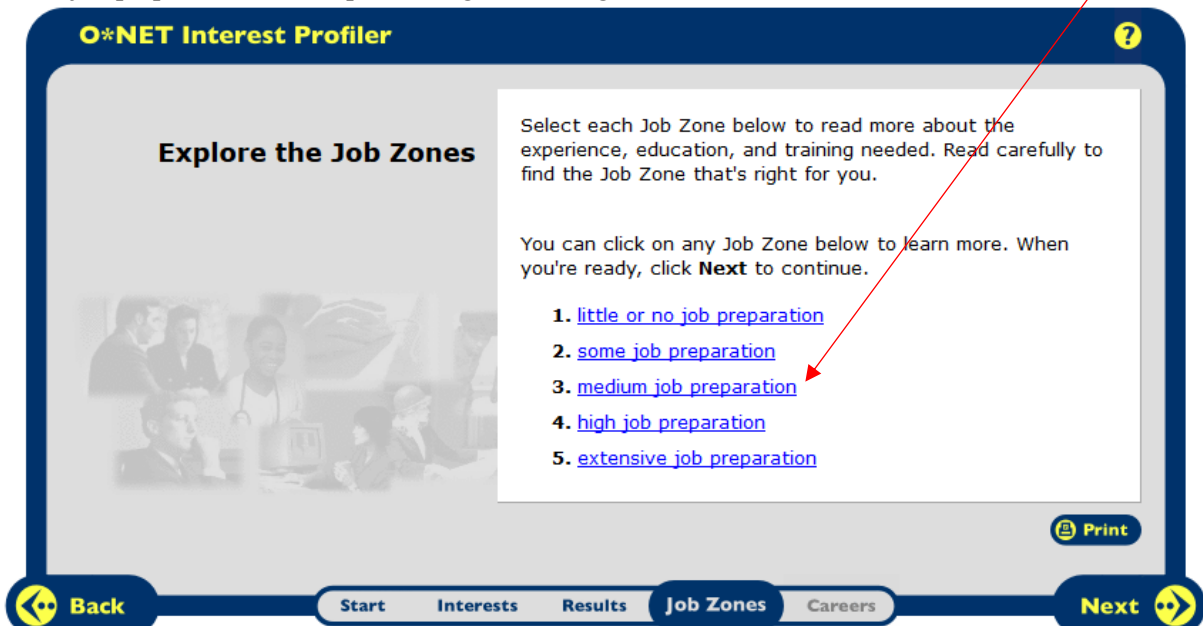 O*NET Interest Profiler
?
Explore the Job Zones
Select each Job Zone below to read more about the
experience, education, and training needed. Read carefully to
find the Job Zone that's right for you.
You can click on any Job Zone below to learn more. When
you're ready, click Next to continue.
1. little or no job preparation
2. some job preparation
3. medium job preparation
4. high job preparation
5. extensive job preparation
Print
Back
Start Interests Results Job Zones Careers
Next